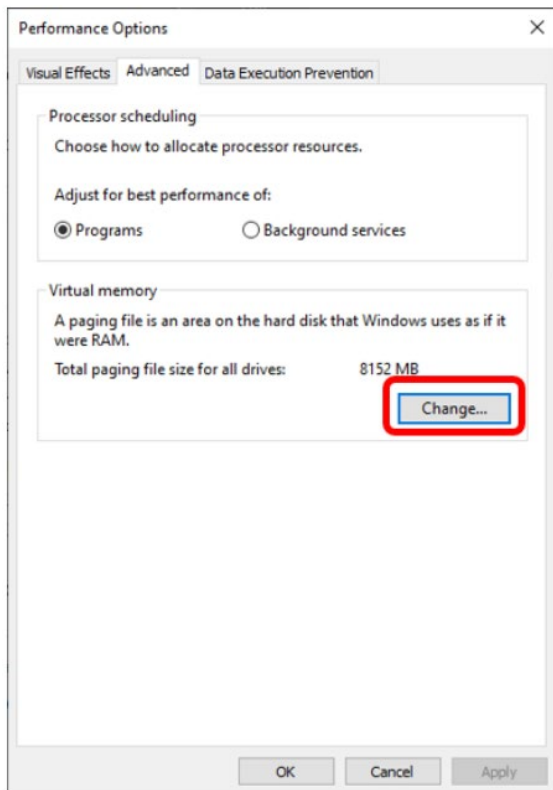 Performance Options
Visual Effects Advanced Data Execution Prevention
Processor scheduling
Choose how to allocate processor resources.
Adjust for best performance of:
Programs Background services
Virtual memory
A paging file is an area on the hard disk that Windows uses as if it
were RAM.
Total paging file size for all drives: 8152 MB
Change...
OK Cancel Apply